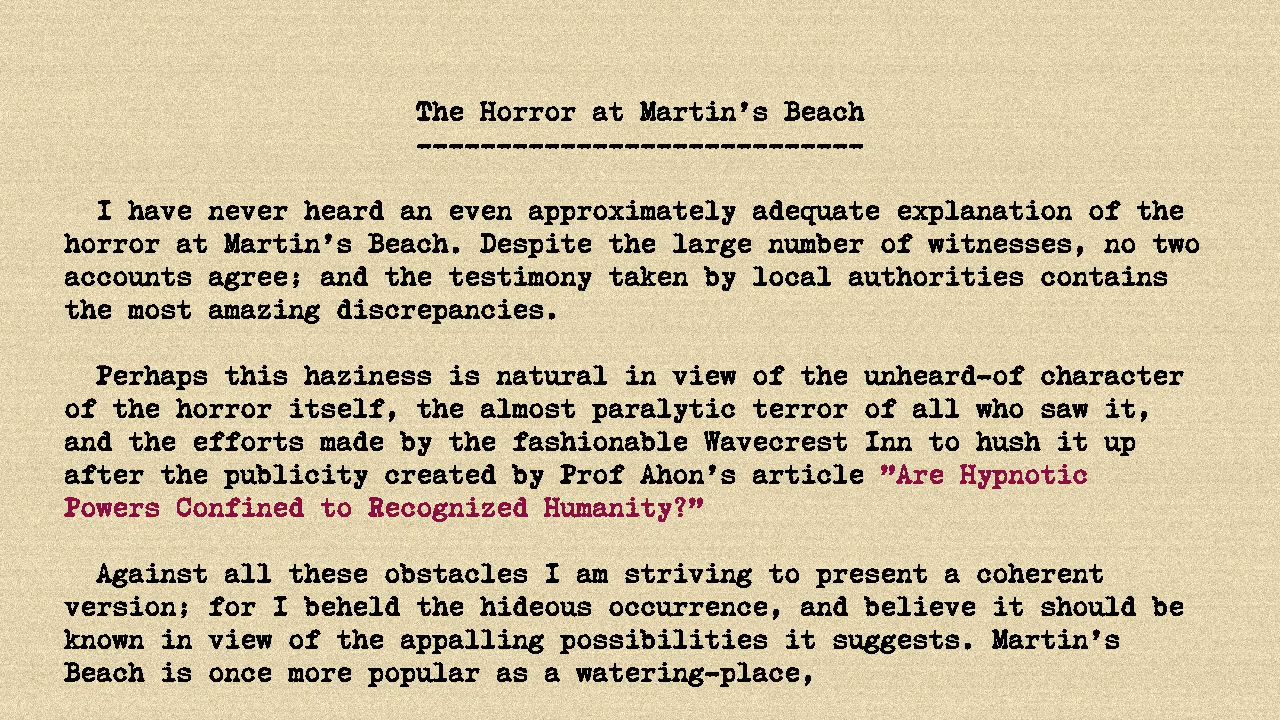 The Horror at Martin's Beach
----------------------------
I have never heard an even approximately adequate explanation of the
horror at Martin's Beach. Despite the large number of witnesses, no two
accounts agree; and the testimony taken by local authorities contains
the most amazing discrepancies.
Perhaps this haziness is natural in view of the unheard-of character
of the horror itself, the almost paralytic terror of all who saw it,
and the efforts made by the fashionable Wavecrest Inn to hush it up
after the publicity created by Prof Ahon's article "Are Hypnotic
Powers Confined to Recognized Humanity?"
Against all these obstacles I am striving to present a coherent
version; for I beheld the hideous occurrence, and believe it should be
known in view of the appalling possibilities it suggests. Martin's
Beach is once more popular as a watering-place,